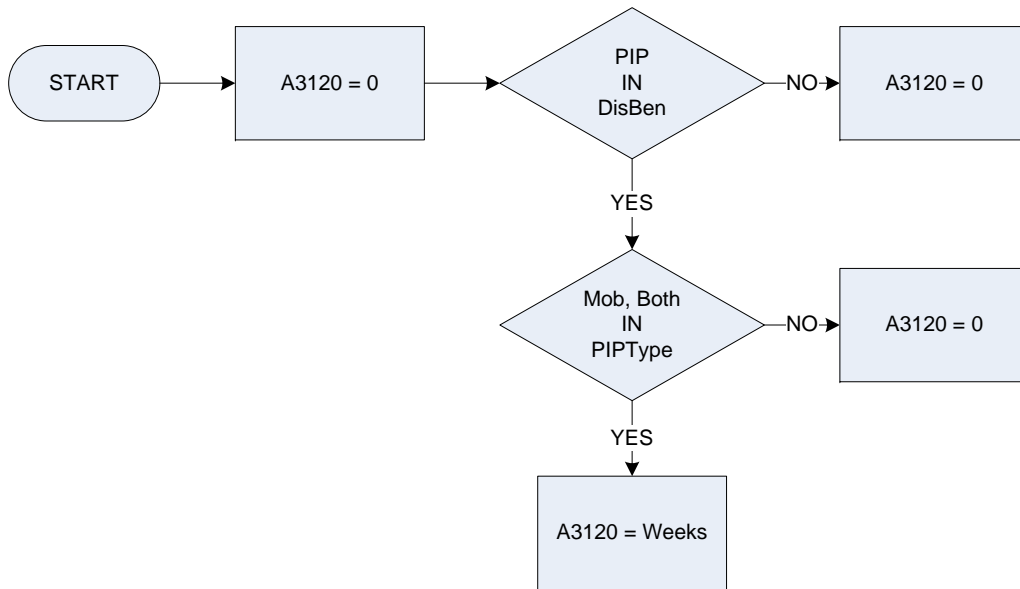 START
A3120 = 0
PIP
IN
DisBen
NO
A3120 = 0
YES
Mob, Both
IN
PIPType
NO
A3120 = 0
YES
A3120 = Weeks